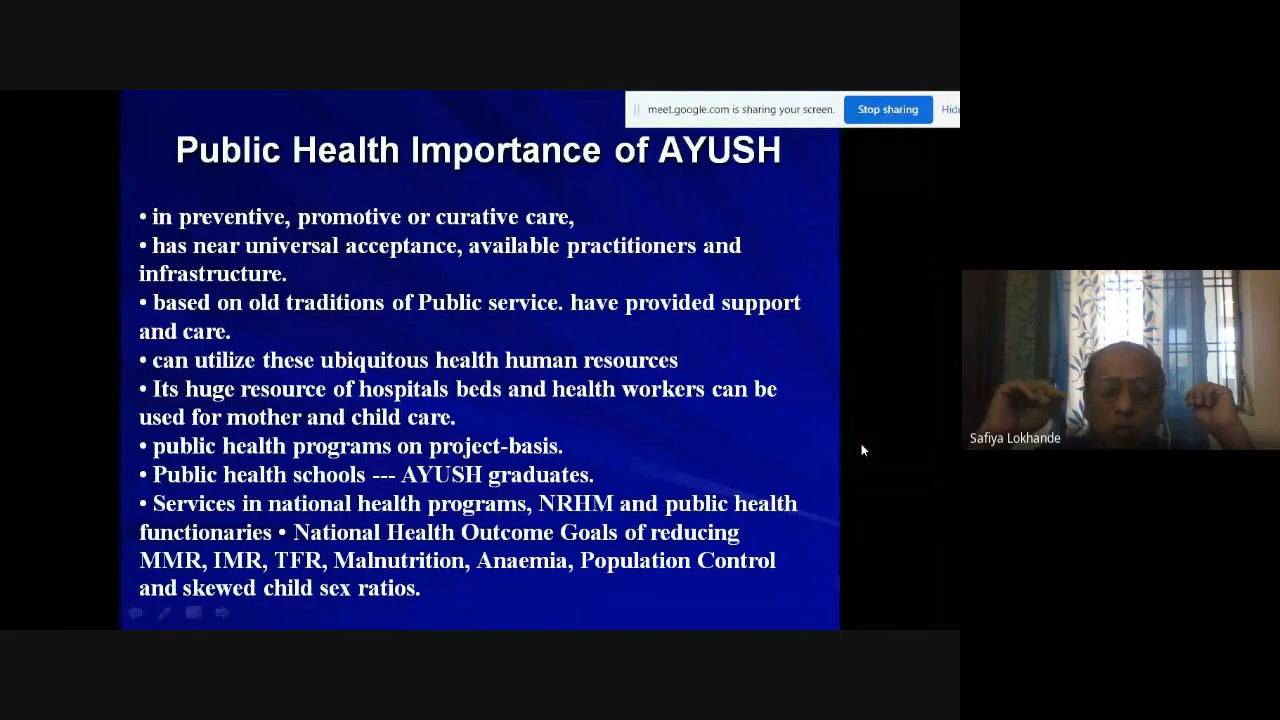 meet.google.com is sharing your screen. Stop sharing Hide
Public Health Importance of AYUSH
• in preventive, promotive or curative care,
• has near universal acceptance, available practitioners and
infrastructure.
• based on old traditions of Public service. have provided support
and care.
• can utilize these ubiquitous health human resources
• Its huge resource of hospitals beds and health workers can be
used for mother and child care.
• public health programs on project-basis.
• Public health schools --- AYUSH graduates.
• Services in national health programs, NRHM and public health
functionaries • National Health Outcome Goals of reducing
MMR, IMR, TFR, Malnutrition, Anaemia, Population Control
and skewed child sex ratios.
Safiya Lokhande